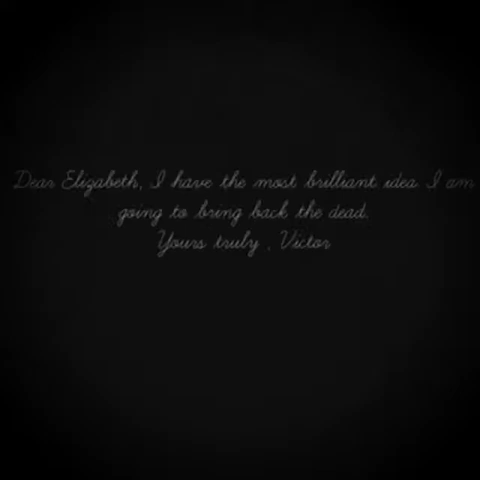 Dear Elizabeth, I have the most brilliant idea. I am
going to bring back the dead.
Yours truly , Victor